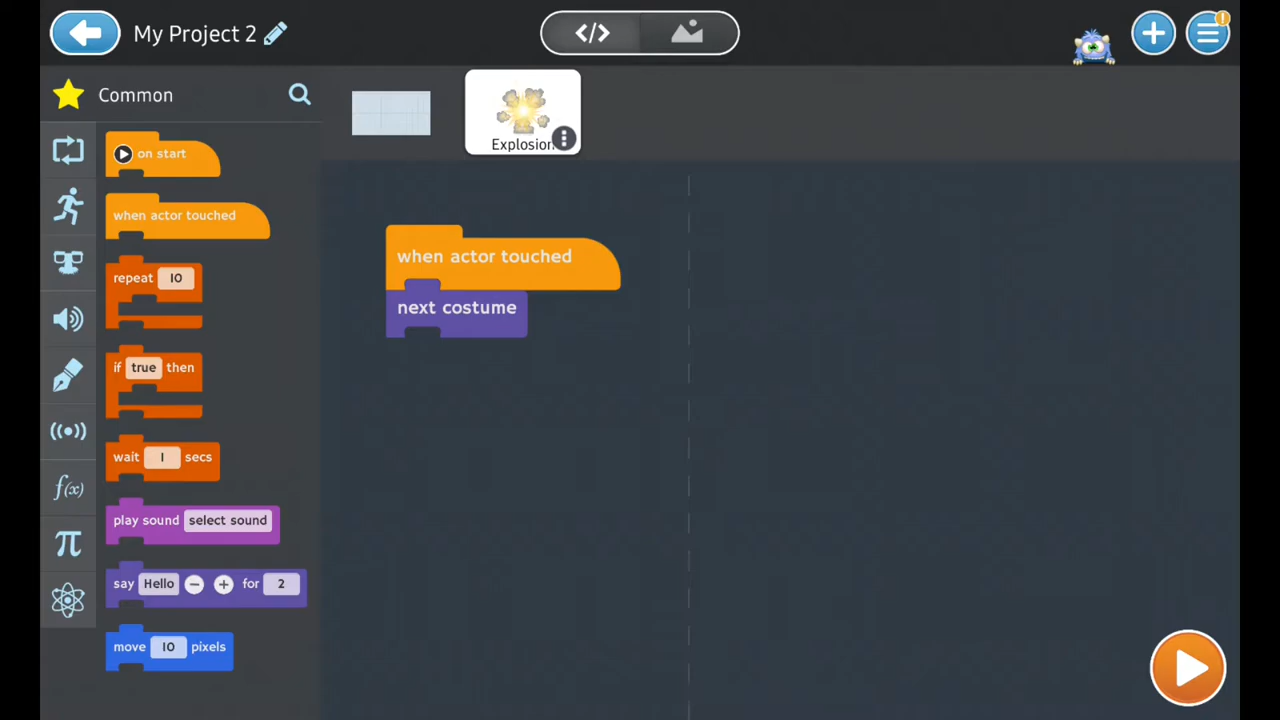 My Project 2
</>
Common
Explosion
on start
when actor touched
repeat 10
if true then
wait 1 secs
play sound select sound
say Hello − + for 2
move 10 pixels
f(x)
π
when actor touched
next costume